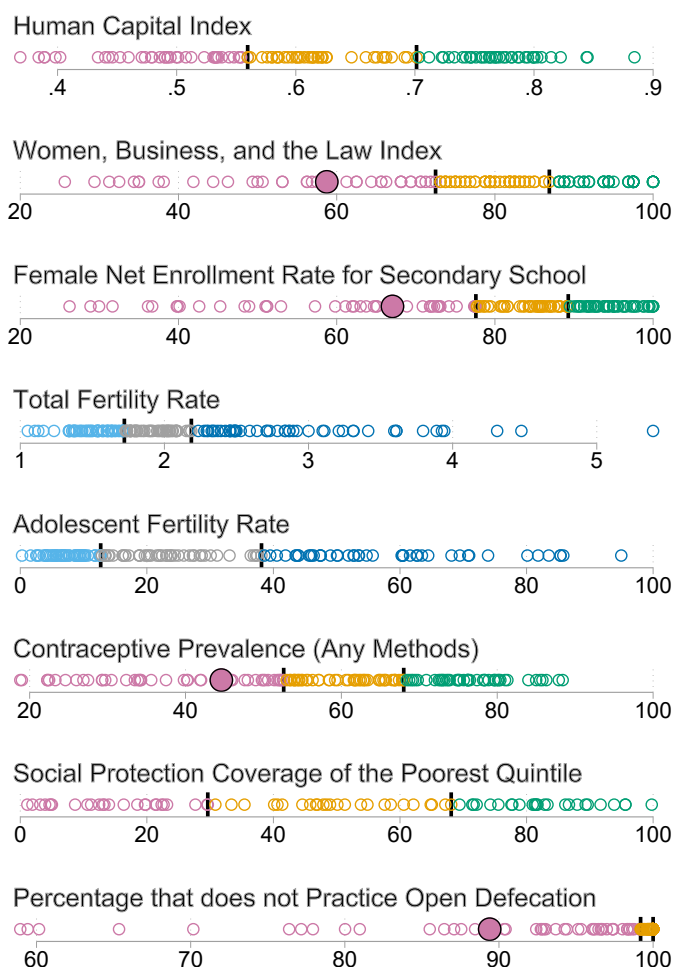 Human Capital Index
.4 .5 .6 .7 .8 .9
Women, Business, and the Law Index
20 40 60 80 100
Female Net Enrollment Rate for Secondary School
20 40 60 80 100
Total Fertility Rate
1 2 3 4 5
Adolescent Fertility Rate
0 20 40 60 80 100
Contraceptive Prevalence (Any Methods)
20 40 60 80 100
Social Protection Coverage of the Poorest Quintile
0 20 40 60 80 100
Percentage that does not Practice Open Defecation
60 70 80 90 100